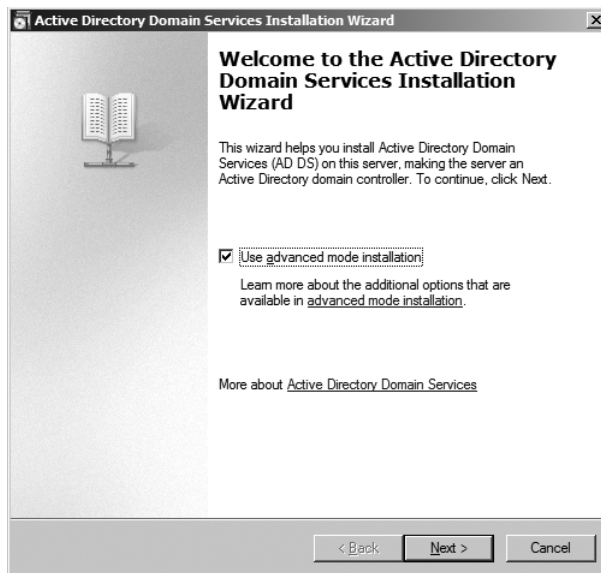 Active Directory Domain Services Installation Wizard
Welcome to the Active Directory
Domain Services Installation
Wizard
This wizard helps you install Active Directory Domain
Services (AD DS) on this server, making the server an
Active Directory domain controller. To continue, click Next.
Use advanced mode installation
Learn more about the additional options that are
available in advanced mode installation.
More about Active Directory Domain Services
< Back
Next >
Cancel